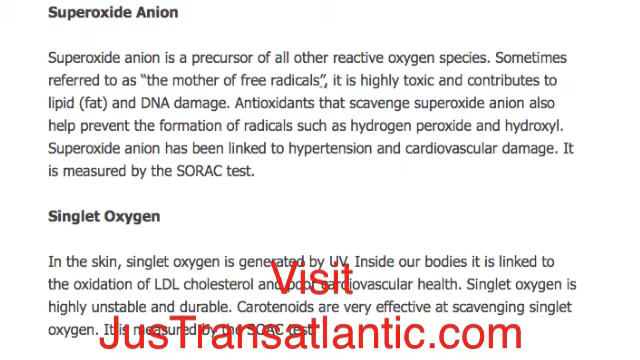 Superoxide Anion
Superoxide anion is a precursor of all other reactive oxygen species. Sometimes
referred to as “the mother of free radicals”, it is highly toxic and contributes to
lipid (fat) and DNA damage. Antioxidants that scavenge superoxide anion also
help prevent the formation of radicals such as hydrogen peroxide and hydroxyl.
Superoxide anion has been linked to hypertension and cardiovascular damage. It
is measured by the SORAC test.
Singlet Oxygen
In the skin, singlet oxygen is generated by UV. Inside our bodies it is linked to
the oxidation of LDL cholesterol and poor cardiovascular health. Singlet oxygen is
highly unstable and durable. Carotenoids are very effective at scavenging singlet
oxygen. It is measured by the SOAC test.
Visit
JusTransatlantic.com